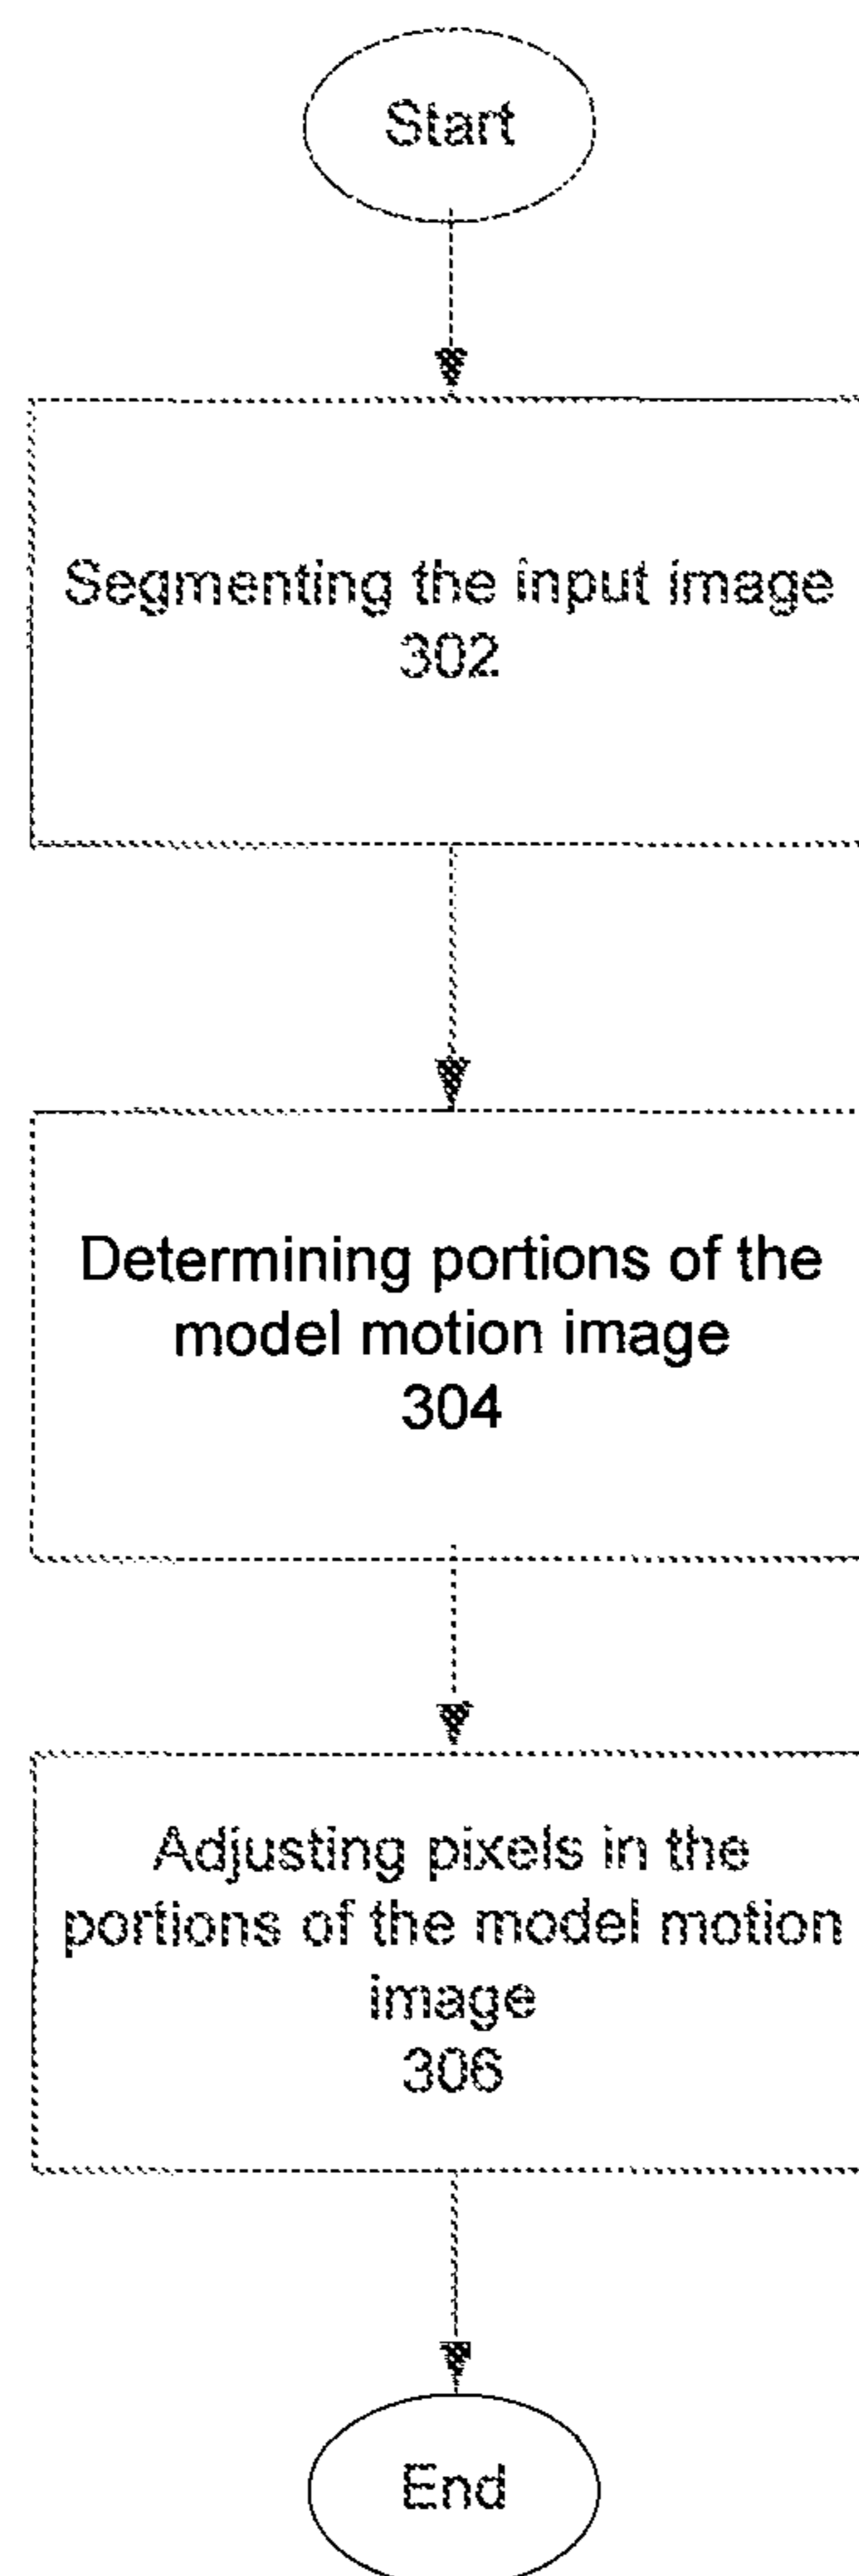 Start
Segmenting the input image
302
Determining portions of the
model motion image
304
Adjusting pixels in the
portions of the model motion
image
306
End